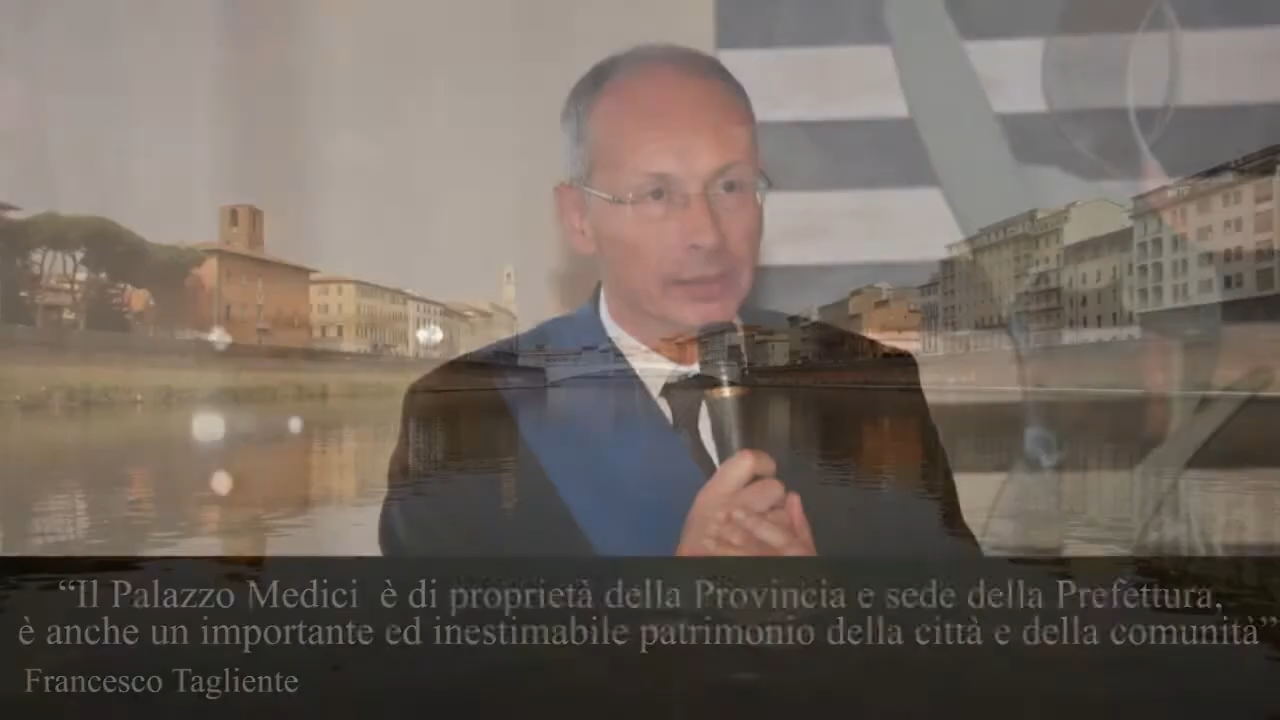 “Il Palazzo Medici è di proprietà della Provincia e sede della Prefettura,
è anche un importante ed inestimabile patrimonio della città e della comunità”
Francesco Tagliente